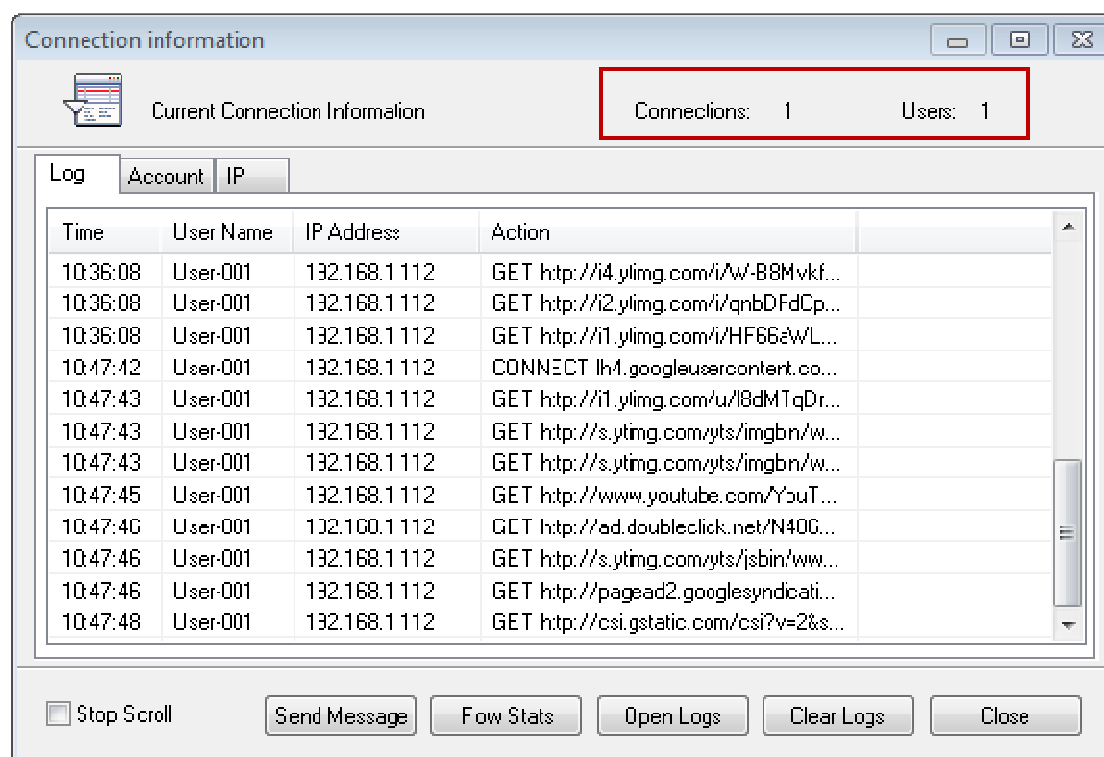 Connection information
Current Connection Information Connections: 1 Users: 1
Log Account IP
Time User Name IP Address Action
10:36:08 User-001 192.168.1.112 GET http://i4.ytimg.com/i/W-B8Mvkf...
10:36:08 User-001 192.168.1.112 GET http://i2.ytimg.com/i/qnbDFdCp...
10:36:08 User-001 192.168.1.112 GET http://i1.ytimg.com/i/HF66aWL...
10:47:42 User-001 192.168.1.112 CONNECT lh4.googleusercontent.co...
10:47:43 User-001 192.168.1.112 GET http://i1.ytimg.com/u/l8dMTqDr...
10:47:43 User-001 192.168.1.112 GET http://s.ytimg.com/yts/imgbin/w...
10:47:43 User-001 192.168.1.112 GET http://s.ytimg.com/yts/imgbin/w...
10:47:45 User-001 192.168.1.112 GET http://www.youtube.com/YouT...
10:47:46 User-001 192.168.1.112 GET http://ad.doubleclick.net/N406...
10:47:46 User-001 192.168.1.112 GET http://s.ytimg.com/yts/jsbin/ww...
10:47:46 User-001 192.168.1.112 GET http://pagead2.googlesyndicati...
10:47:48 User-001 192.168.1.112 GET http://csi.gstatic.com/csi?v=2&s...
Stop Scroll Send Message Fow Stats Open Logs Clear Logs Close